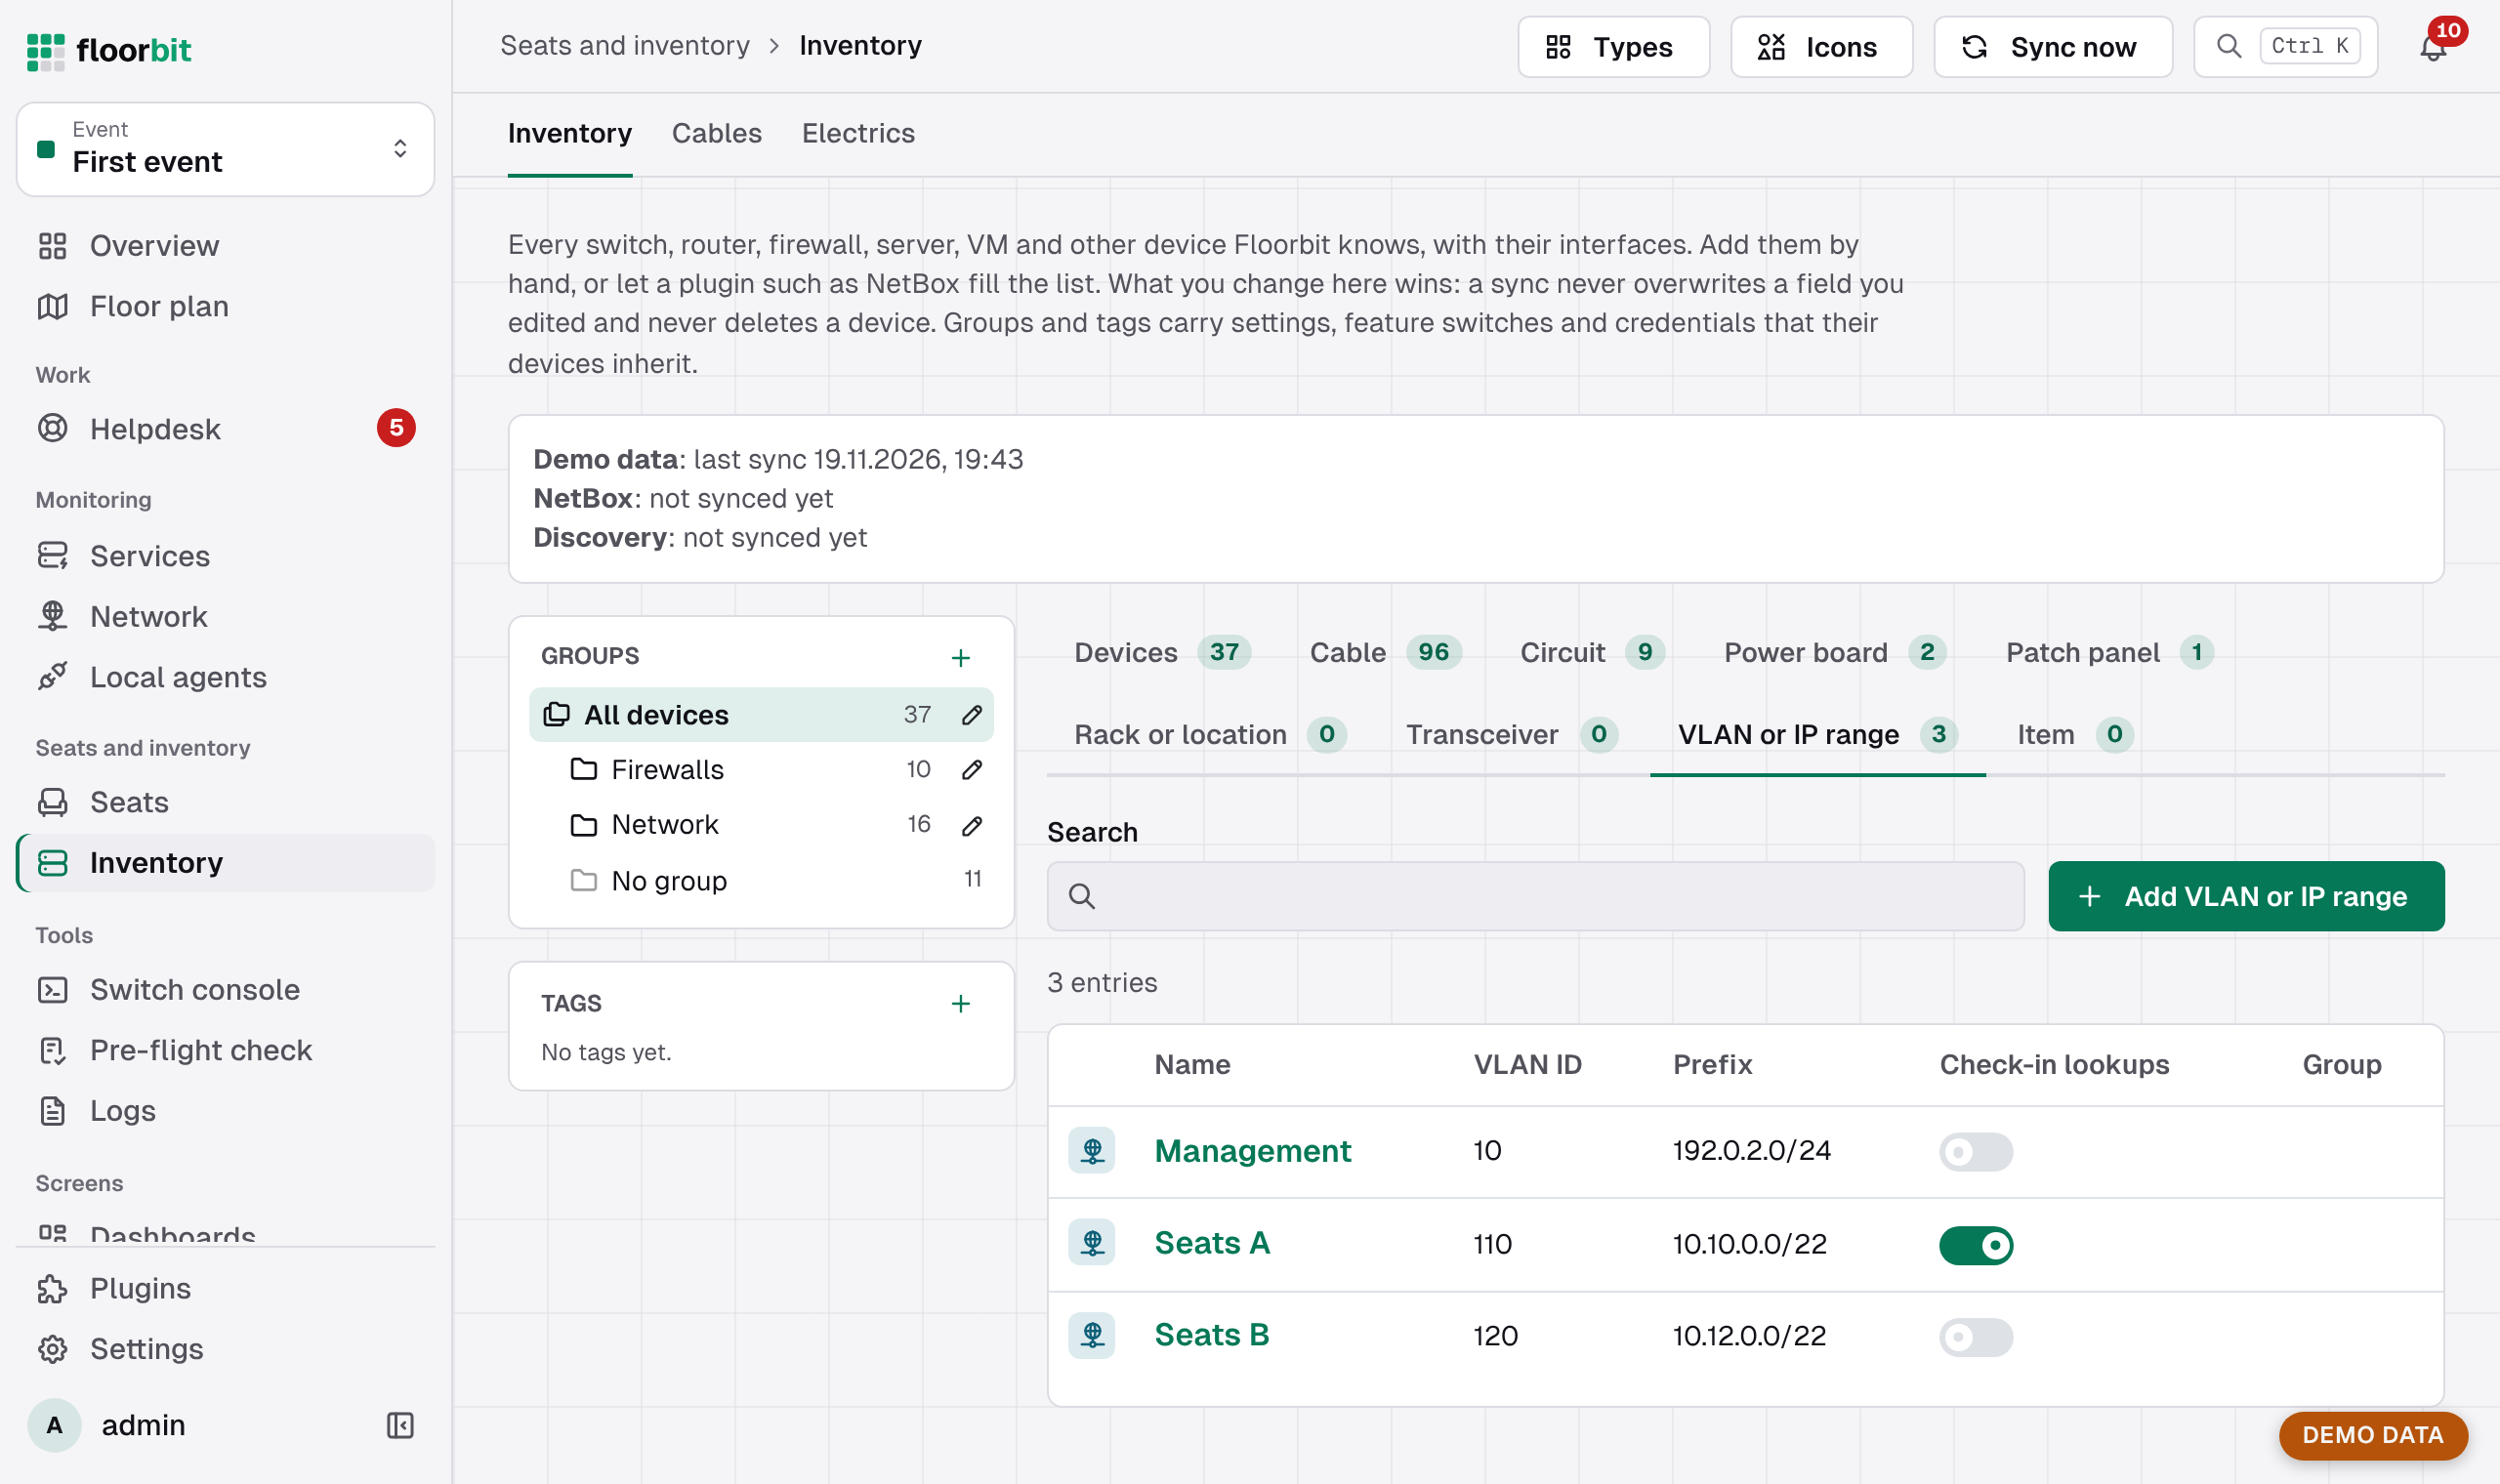 floorbit
Event
First event
Overview
Floor plan
Work
Helpdesk 5
Monitoring
Services
Network
Local agents
Seats and inventory
Seats
Inventory
Tools
Switch console
Pre-flight check
Logs
Screens
Dashboards
Plugins
Settings
A admin
Seats and inventory > Inventory
Types
Icons
Sync now
Ctrl K
10
Inventory Cables Electrics
Every switch, router, firewall, server, VM and other device Floorbit knows, with their interfaces. Add them by
hand, or let a plugin such as NetBox fill the list. What you change here wins: a sync never overwrites a field you
edited and never deletes a device. Groups and tags carry settings, feature switches and credentials that their
devices inherit.
Demo data: last sync 19.11.2026, 19:43
NetBox: not synced yet
Discovery: not synced yet
GROUPS
All devices 37
Firewalls 10
Network 16
No group 11
TAGS
No tags yet.
Devices 37 Cable 96 Circuit 9 Power board 2 Patch panel 1
Rack or location 0 Transceiver 0 VLAN or IP range 3 Item 0
Search
Add VLAN or IP range
3 entries
Name VLAN ID Prefix Check-in lookups Group
Management 10 192.0.2.0/24
Seats A 110 10.10.0.0/22
Seats B 120 10.12.0.0/22
DEMO DATA